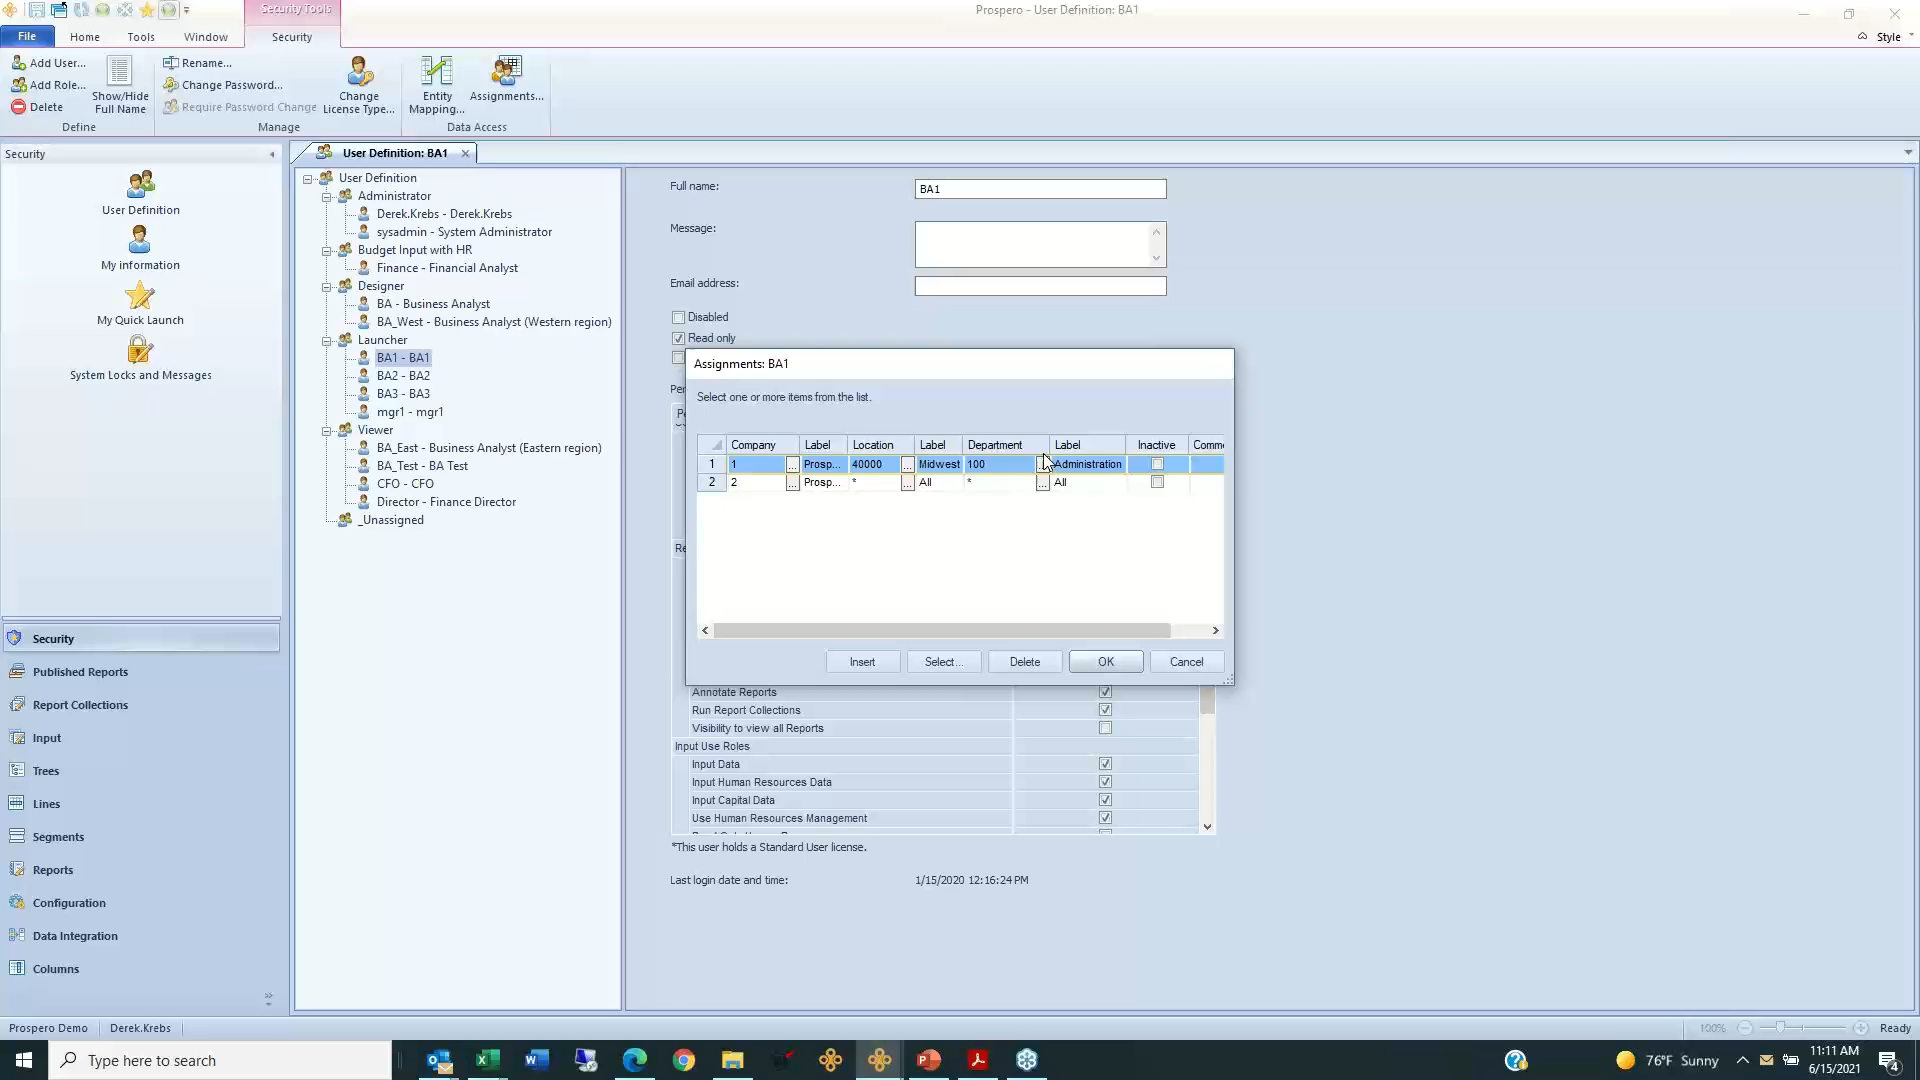 Security Tools
Prospero - User Definition: BA1
File
Home
Tools
Window
Security
Style
Add User...
Add Role...
Delete
Show/Hide
Full Name
Define
Rename...
Change Password...
Require Password Change
Change
License Type...
Manage
Entity
Mapping...
Assignments...
Data Access
Security
User Definition
My information
My Quick Launch
System Locks and Messages
Security
Published Reports
Report Collections
Input
Trees
Lines
Segments
Reports
Configuration
Data Integration
Columns
User Definition: BA1
User Definition
Administrator
Derek.Krebs - Derek.Krebs
sysadmin - System Administrator
Budget Input with HR
Finance - Financial Analyst
Designer
BA - Business Analyst
BA_West - Business Analyst (Western region)
Launcher
BA1 - BA1
BA2 - BA2
BA3 - BA3
mgr1 - mgr1
Viewer
BA_East - Business Analyst (Eastern region)
BA_Test - BA Test
CFO - CFO
Director - Finance Director
_Unassigned
Full name:
BA1
Message:
Email address:
Disabled
Read only
Assignments: BA1
Select one or more items from the list.
Company Label Location Label Department Label Inactive Comme
1 1 ... Prosp... 40000 ... Midwest 100 Administration
2 2 ... Prosp... * ... All * ... All
Insert
Select...
Delete
OK
Cancel
Annotate Reports
Run Report Collections
Visibility to view all Reports
Input Use Roles
Input Data
Input Human Resources Data
Input Capital Data
Use Human Resources Management
*This user holds a Standard User license.
Last login date and time:
1/15/2020 12:16:24 PM
Prospero Demo
Derek.Krebs
100%
Ready
Type here to search
76°F Sunny
11:11 AM
6/15/2021
4